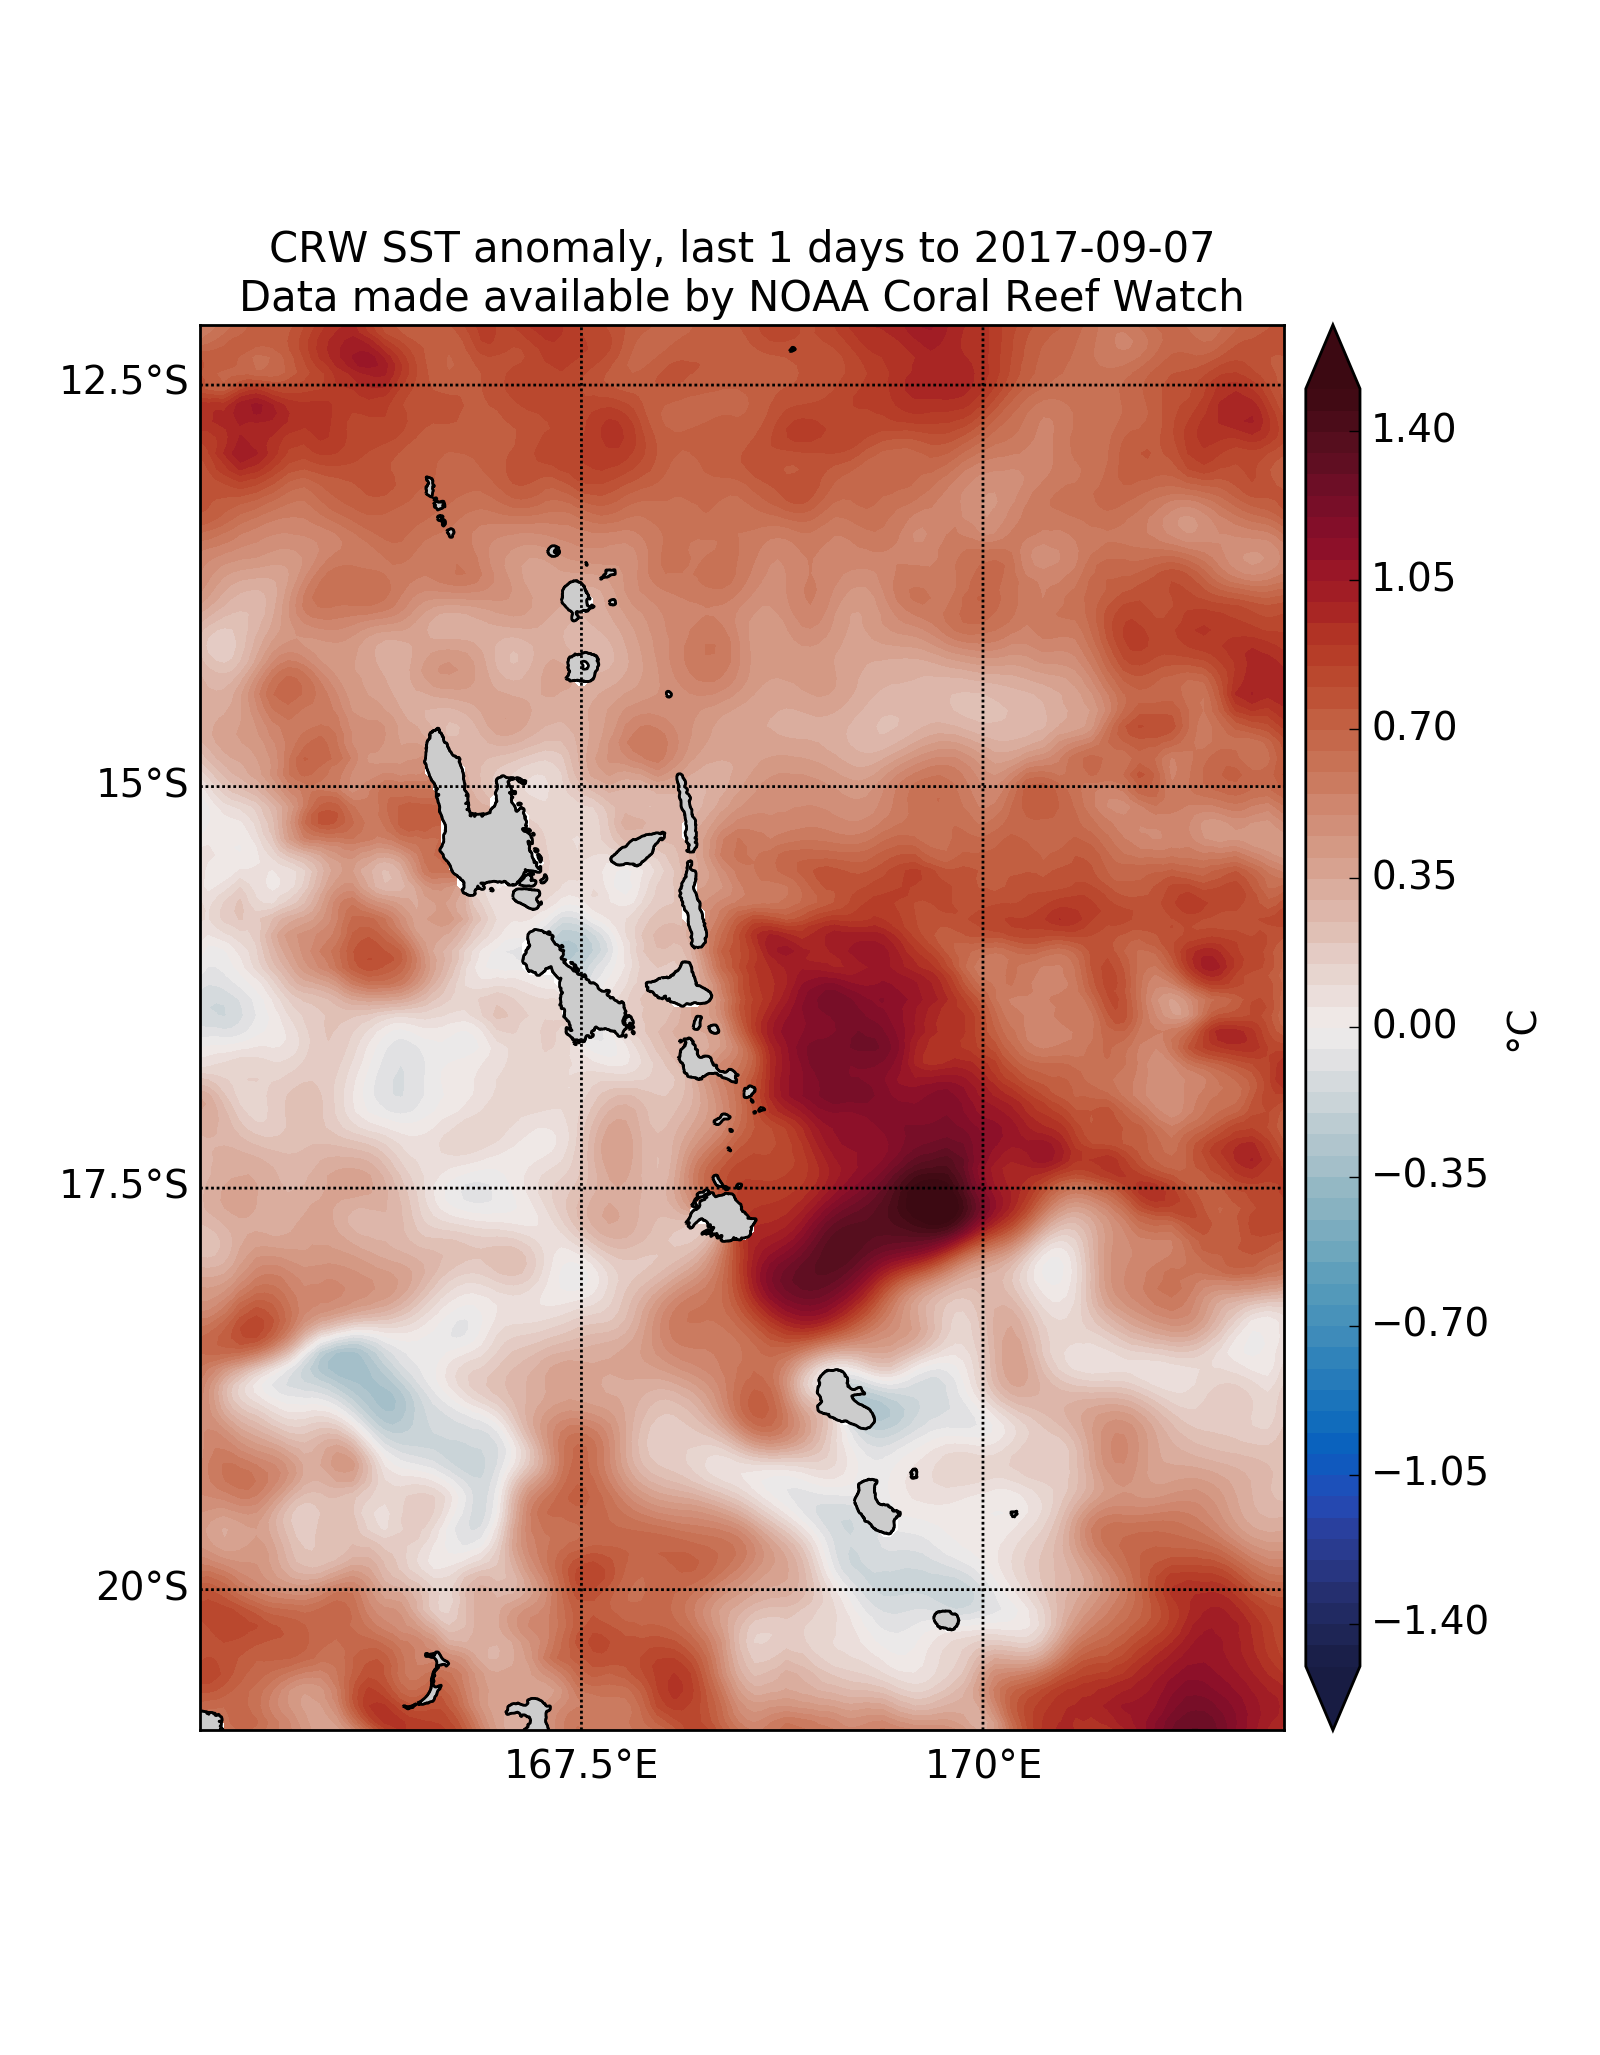 CRW SST anomaly, last 1 days to 2017-09-07
Data made available by NOAA Coral Reef Watch
12.5°S
15°S
17.5°S
20°S
167.5°E
170°E
1.40
1.05
0.70
0.35
0.00
−0.35
−0.70
−1.05
−1.40
°C